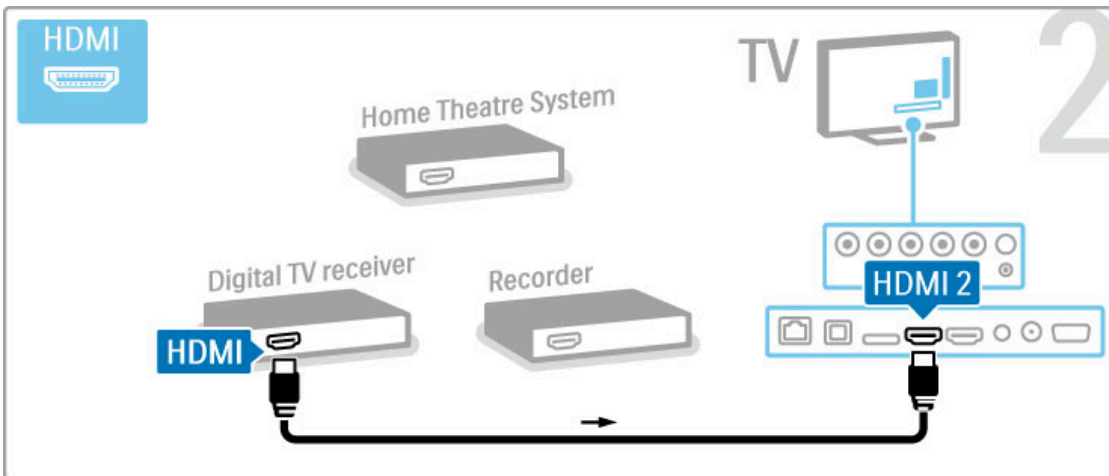 HDMI
TV
2
Home Theatre System
Digital TV receiver
Recorder
HDMI 2
HDMI